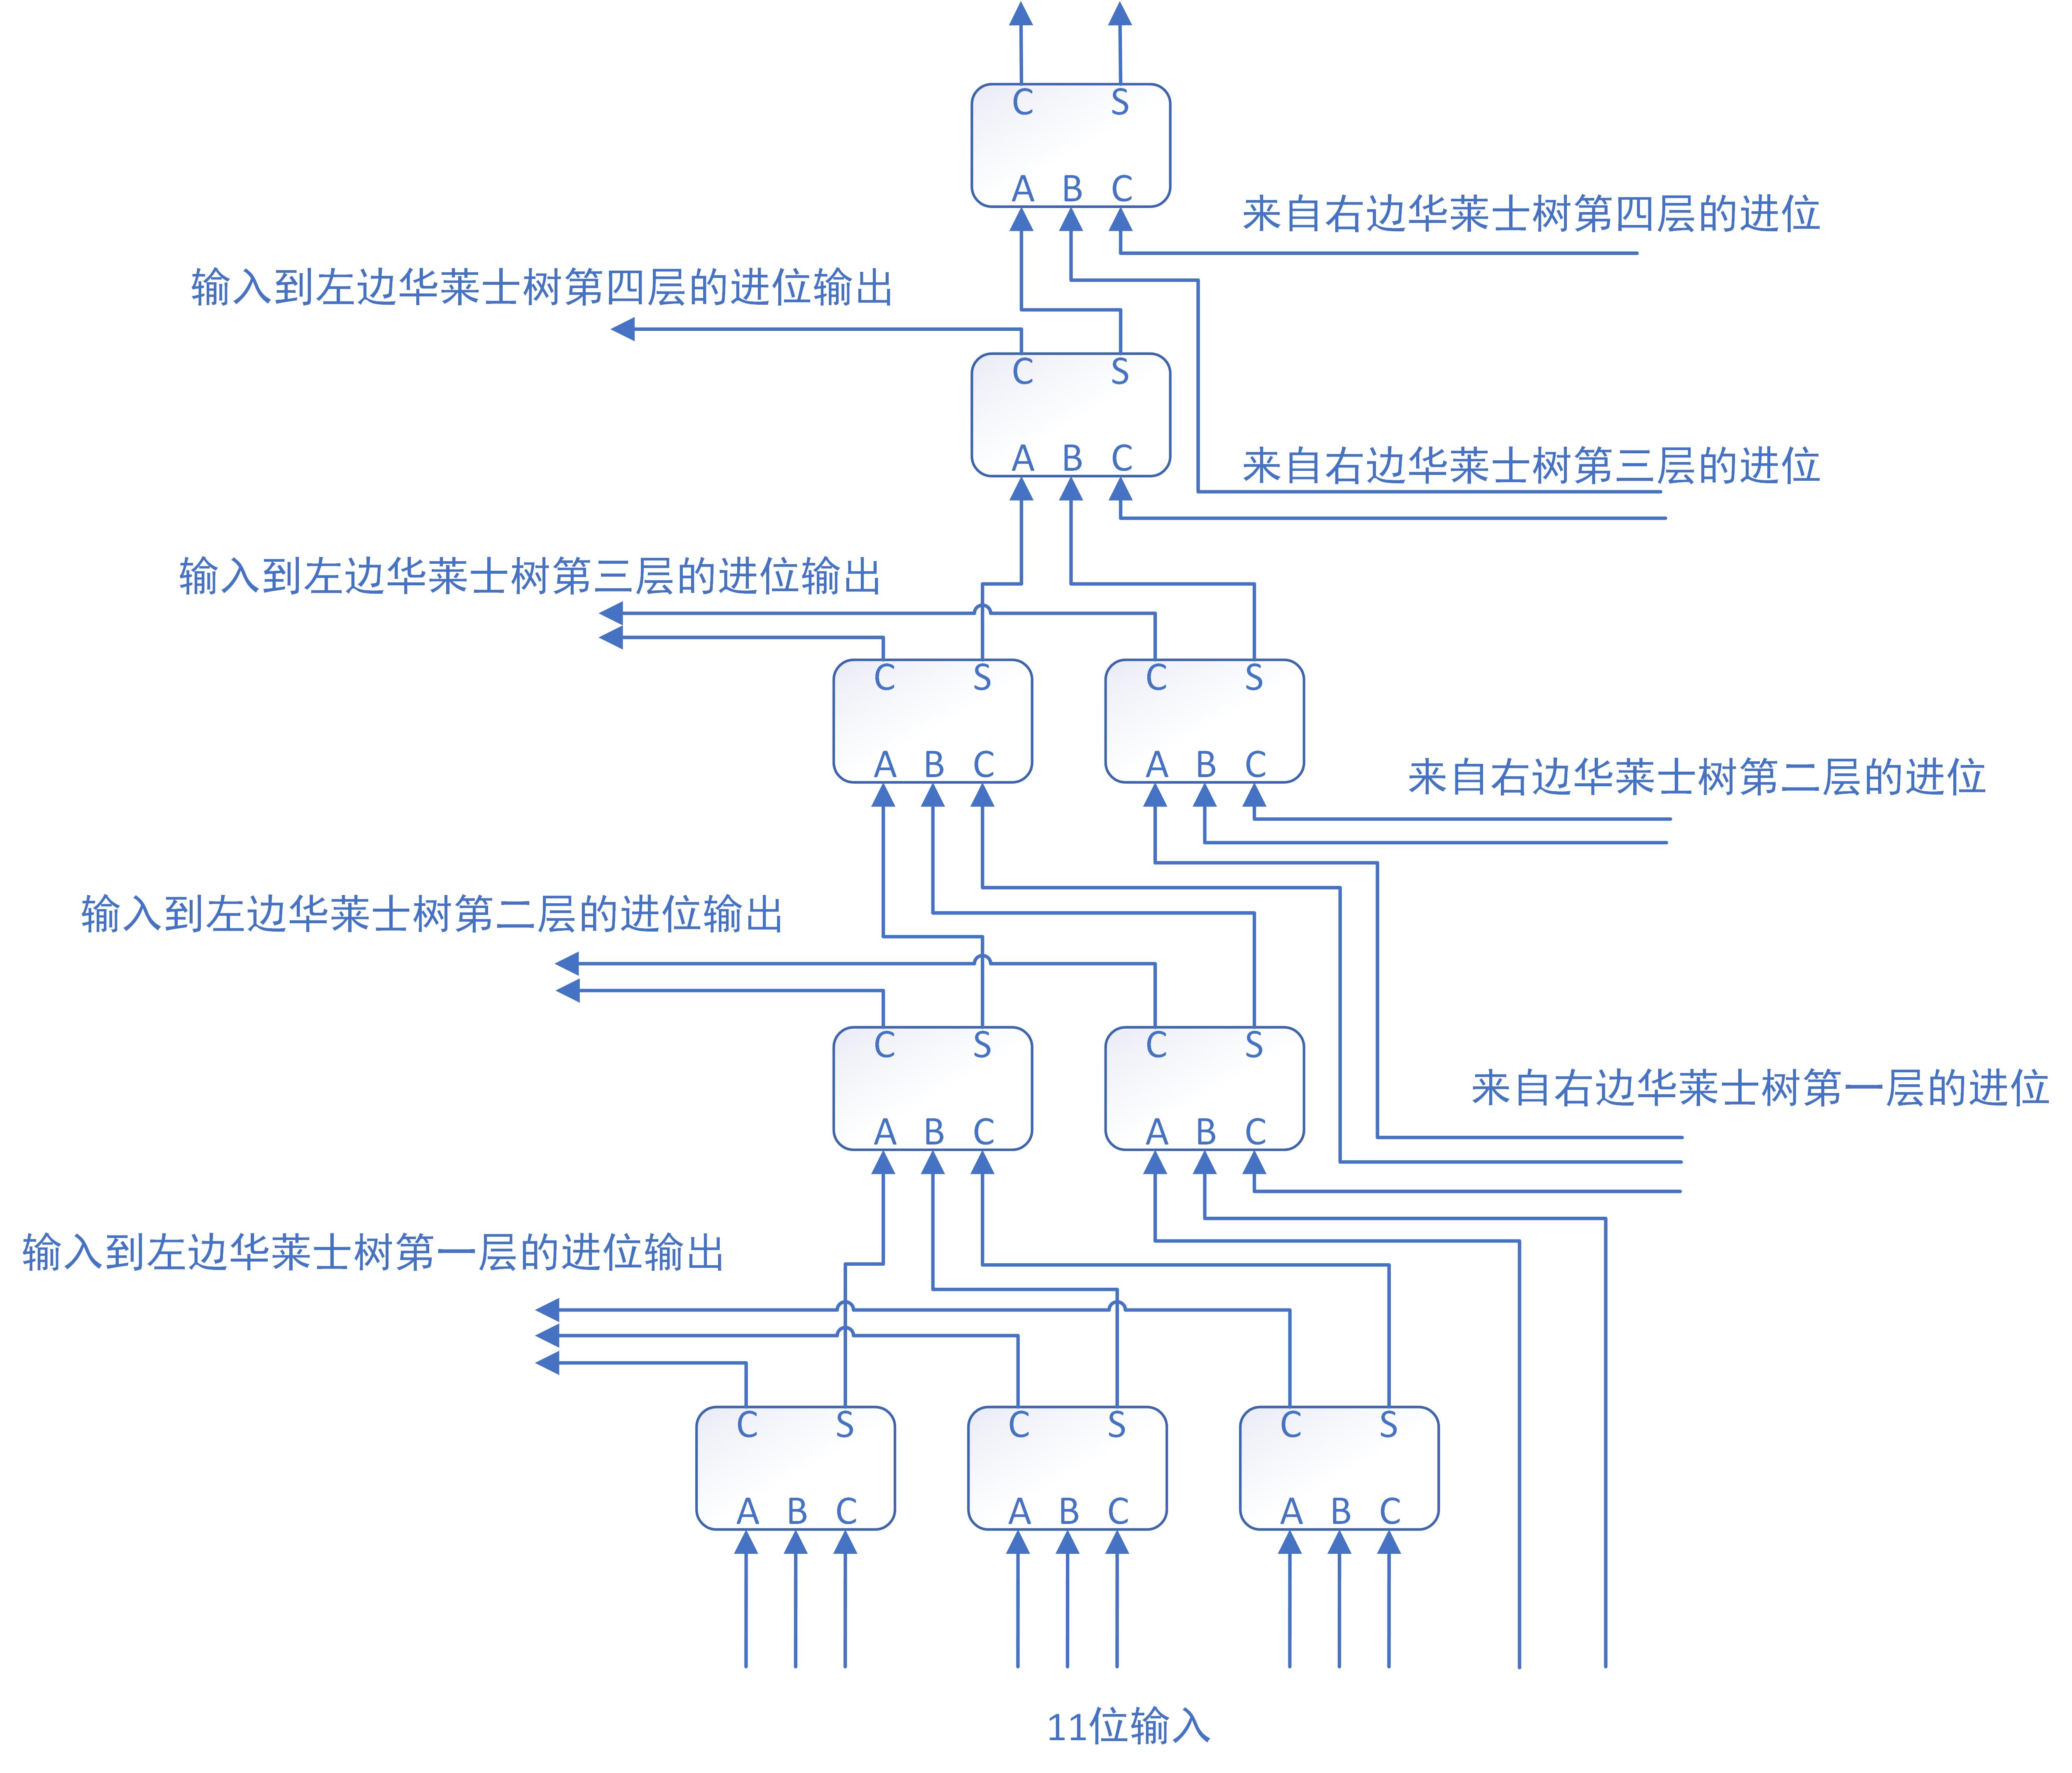 C S
A B C
来自右边华莱士树第四层的进位
输入到左边华莱士树第四层的进位输出
C S
A B C
来自右边华莱士树第三层的进位
输入到左边华莱士树第三层的进位输出
C S C S
A B C A B C
来自右边华莱士树第二层的进位
输入到左边华莱士树第二层的进位输出
C S C S
A B C A B C
来自右边华莱士树第一层的进位
输入到左边华莱士树第一层的进位输出
C S C S C S
A B C A B C A B C
11位输入